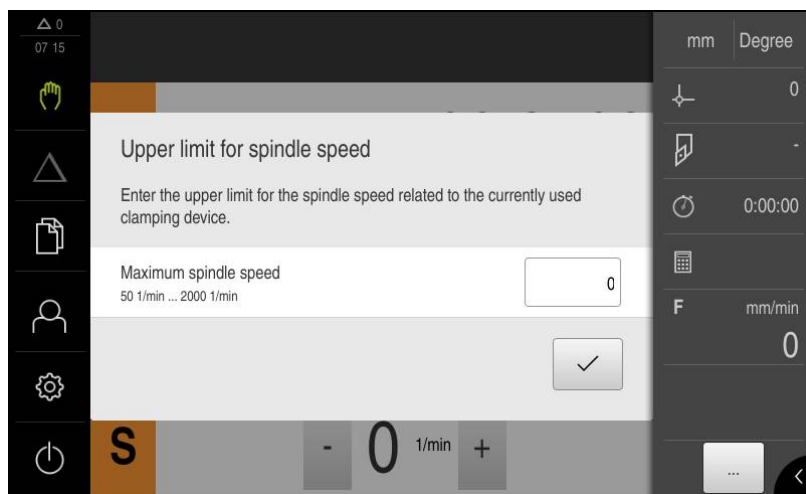 0
07 15
mm
Degree
0
Upper limit for spindle speed
Enter the upper limit for the spindle speed related to the currently used
clamping device.
-
0:00:00
Maximum spindle speed
50 1/min ... 2000 1/min
0
F
mm/min
0
S
-
0
1/min
+
...